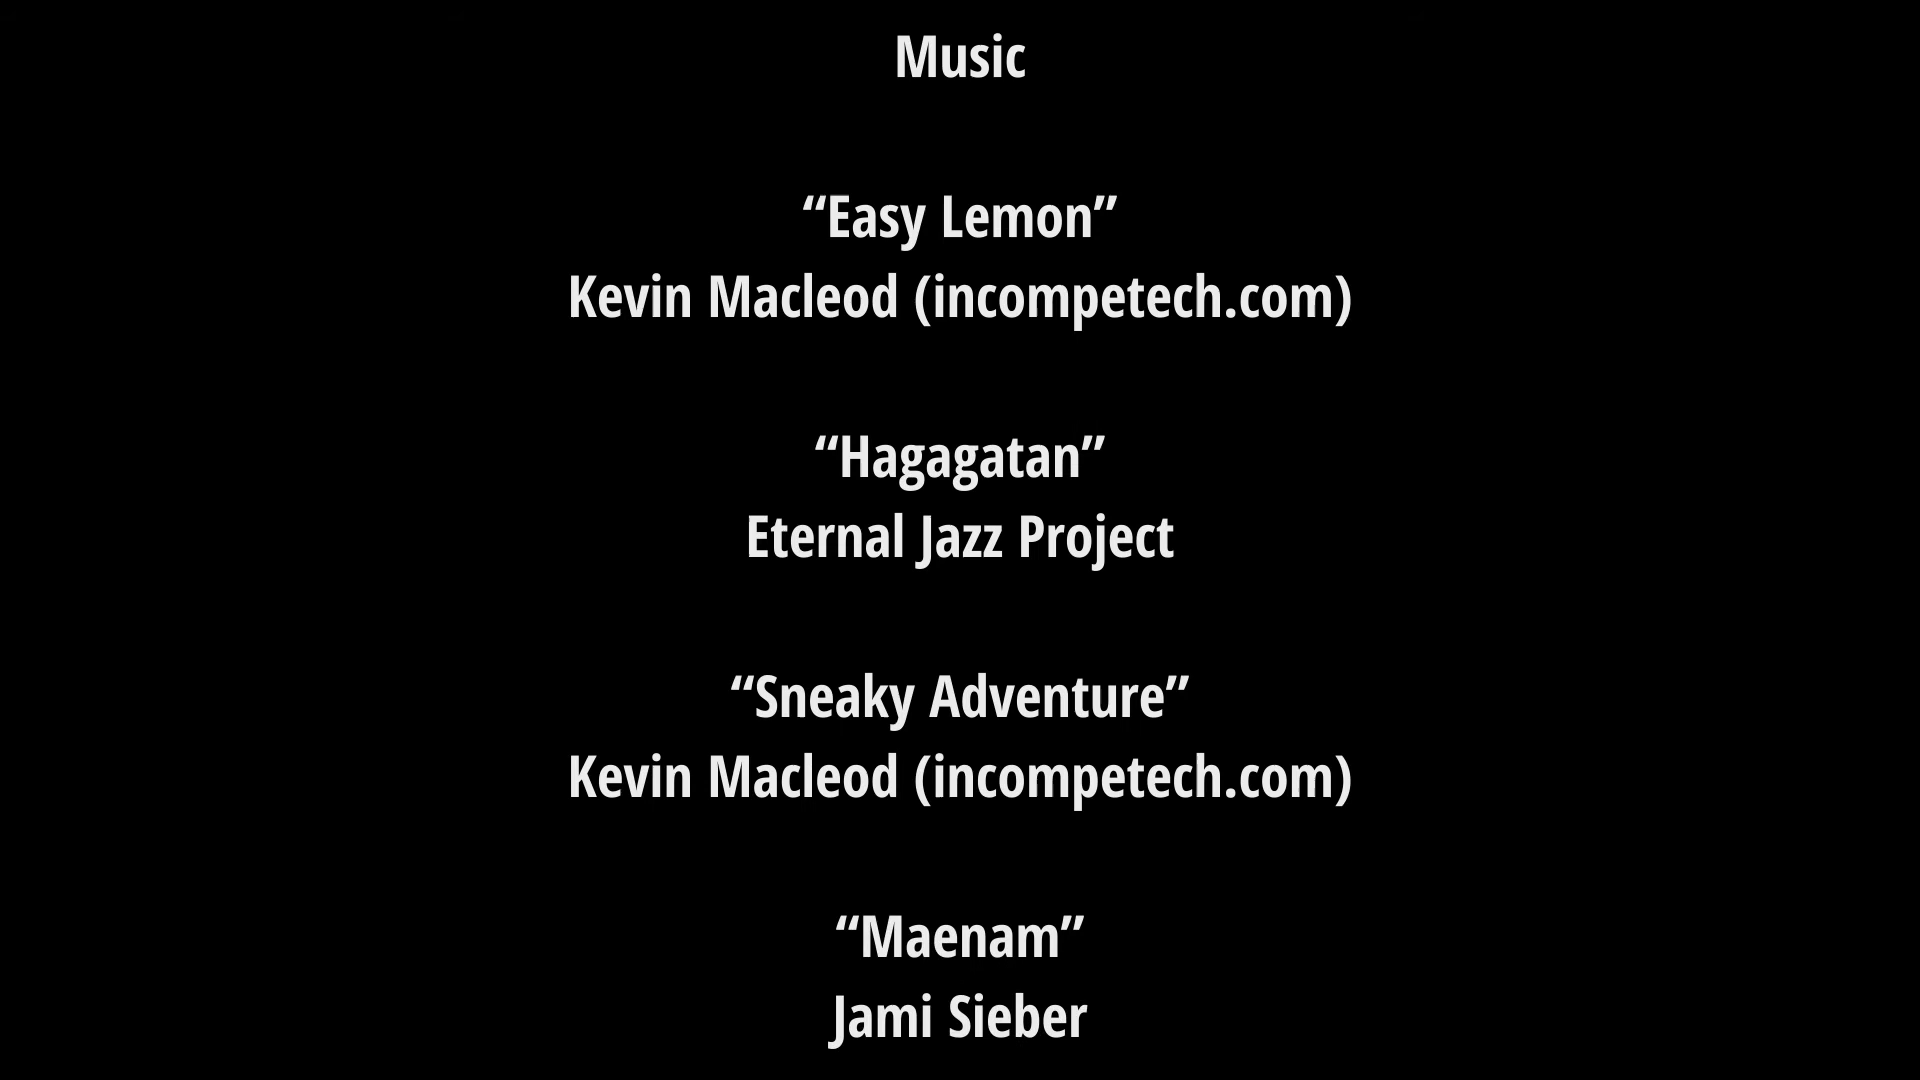 Music
“Easy Lemon”
Kevin Macleod (incompetech.com)
“Hagagatan”
Eternal Jazz Project
“Sneaky Adventure”
Kevin Macleod (incompetech.com)
“Maenam”
Jami Sieber